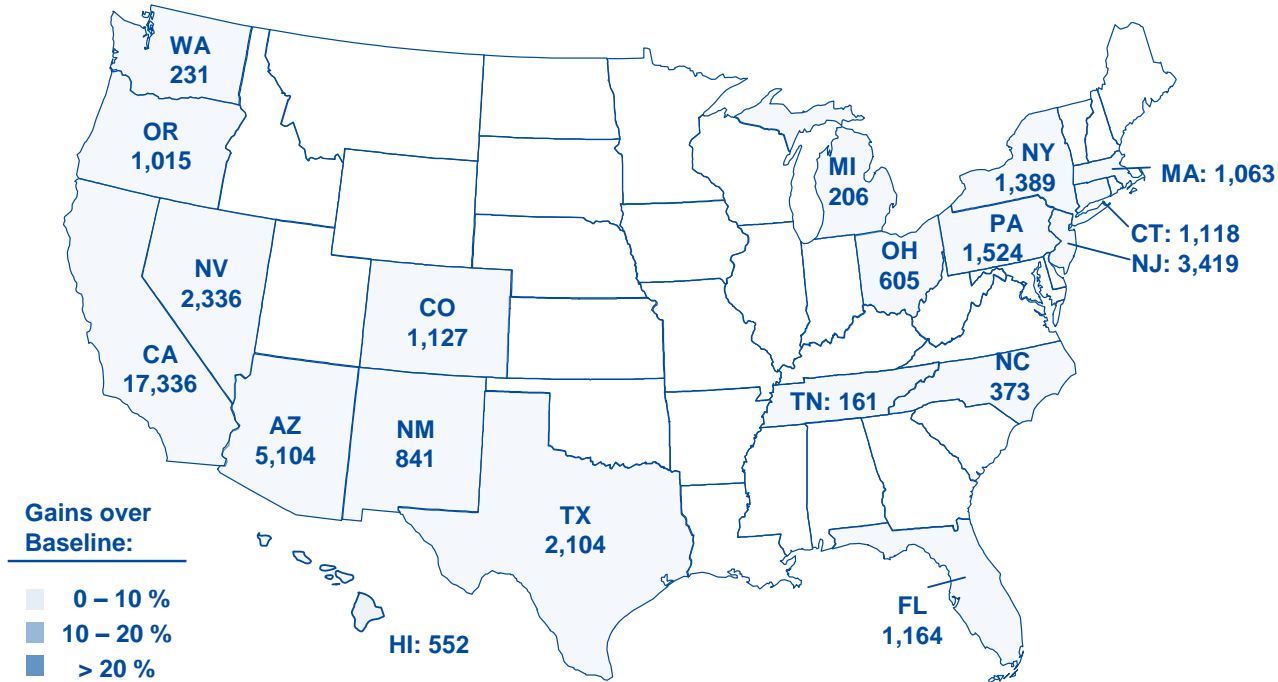 WA
231
OR
1,015
MI
206
NY
1,389
MA: 1,063
PA
1,524
CT: 1,118
NJ: 3,419
OH
605
NV
2,336
CO
1,127
CA
17,336
NC
373
TN: 161
AZ
5,104
NM
841
TX
2,104
Gains over
Baseline:
0 – 10 %
10 – 20 %
> 20 %
HI: 552
FL
1,164